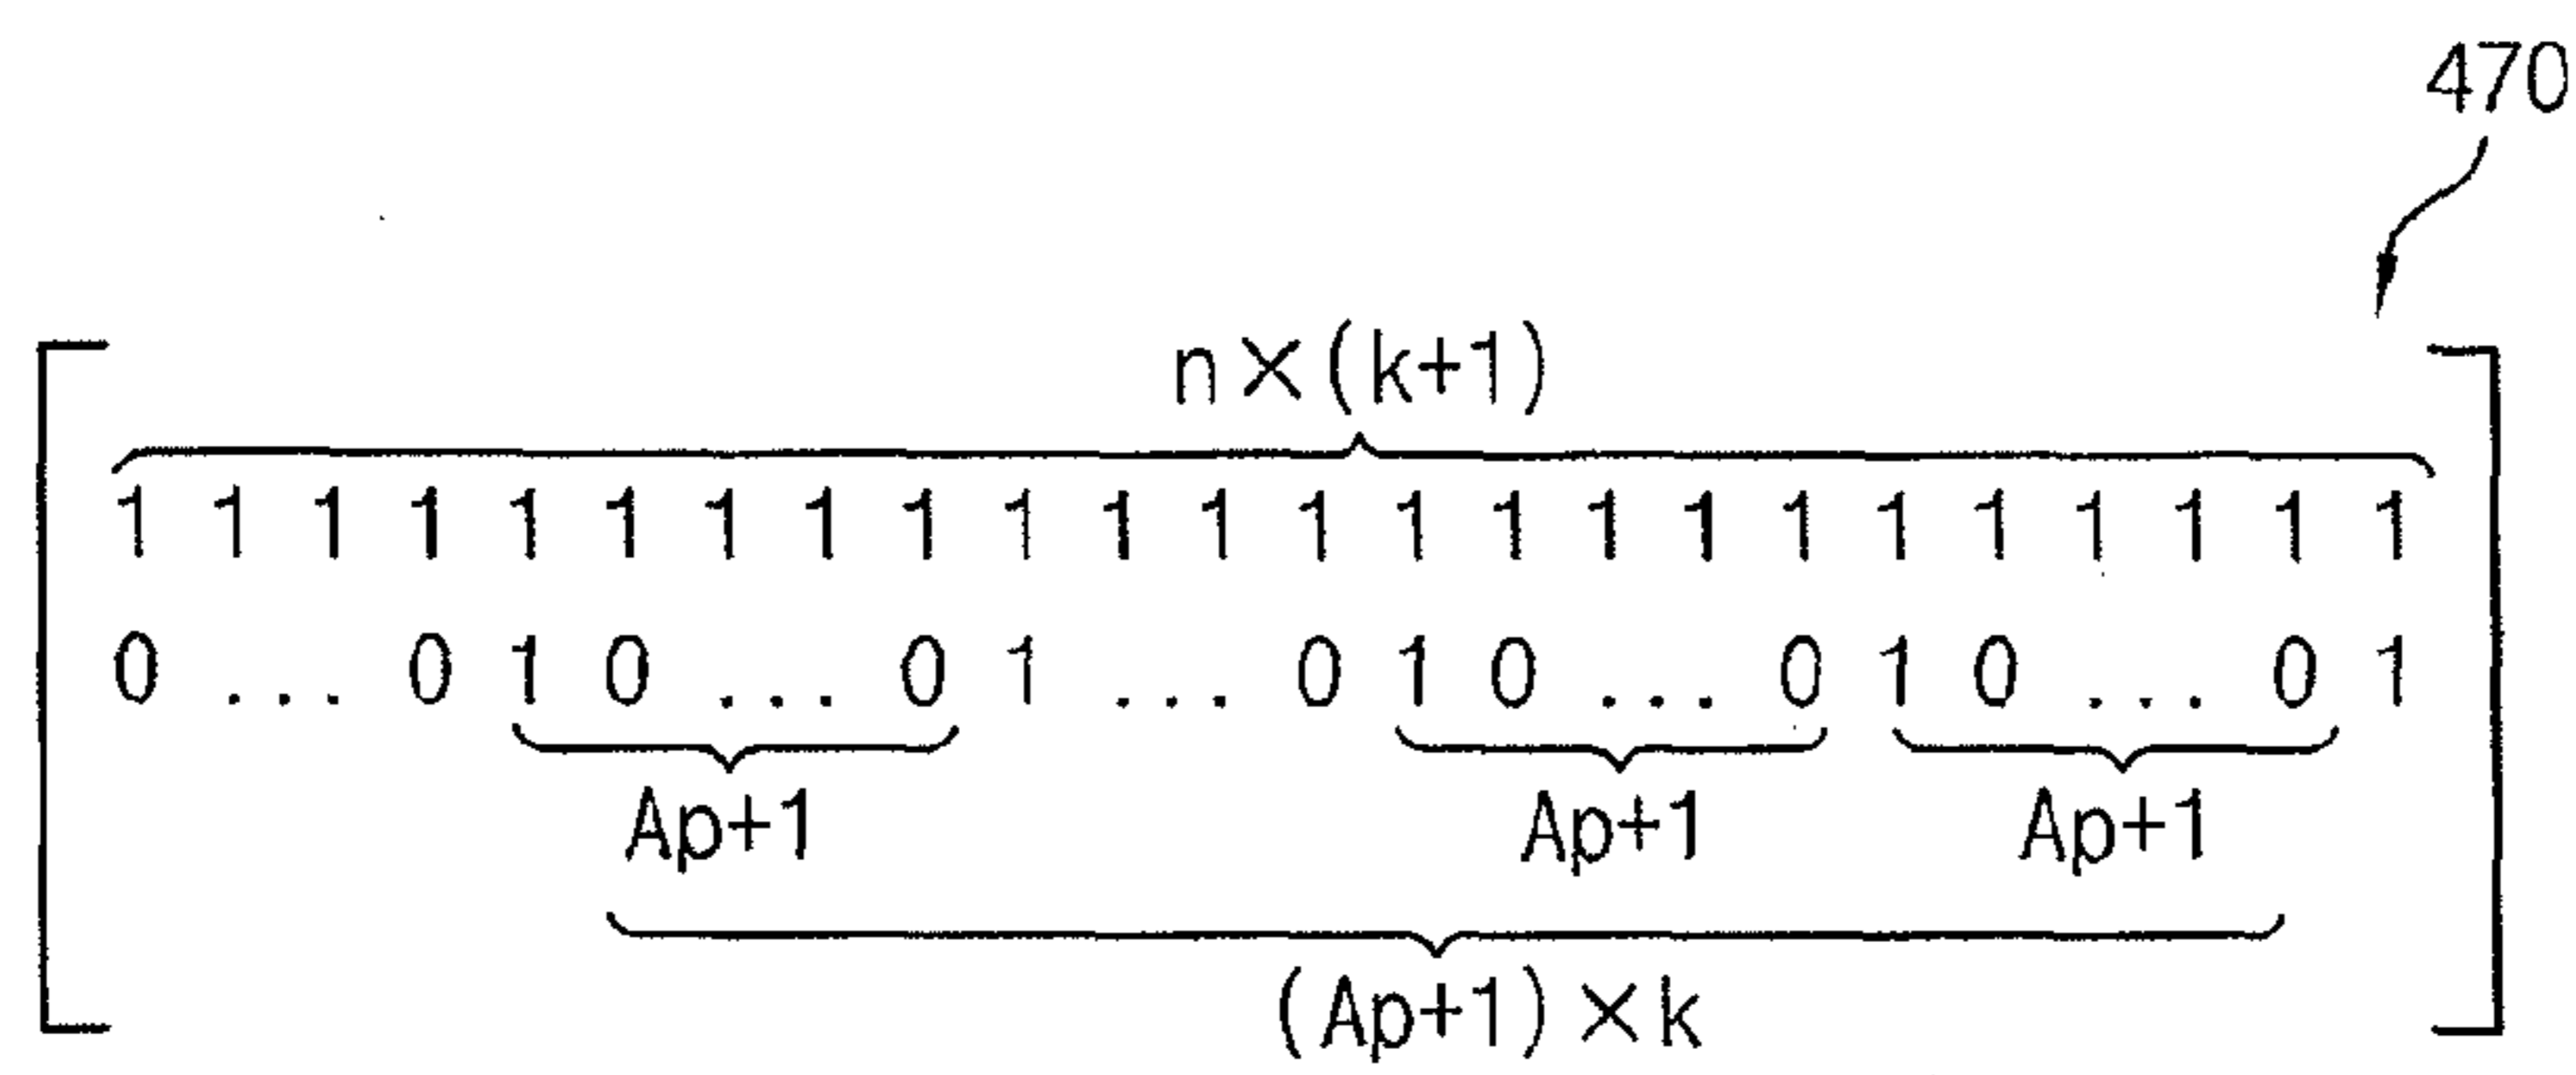 470
n×(k+1)
1 1 1 1 1 1 1 1 1 1 1 1 1 1 1 1 1 1 1 1 1 1 1 1
0 ... 0 1 0 ... 0 1 ... 0 1 0 ... 0 1 0 ... 0 1
Ap+1 Ap+1 Ap+1
(Ap+1)×k